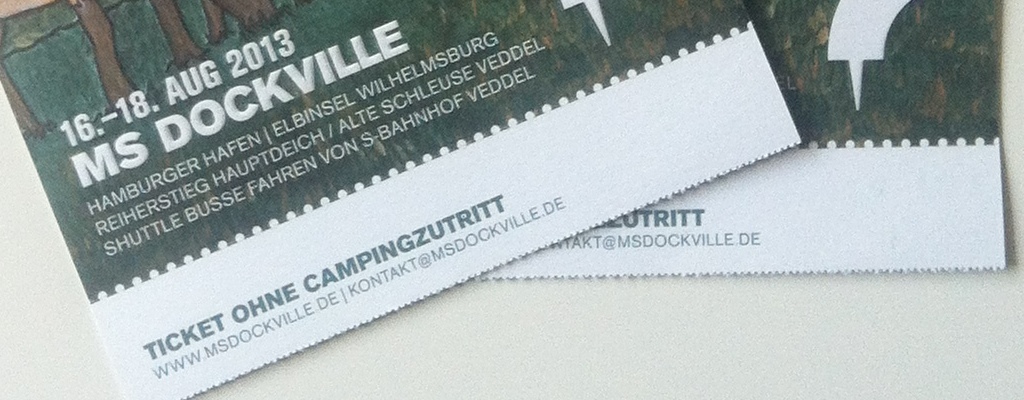 16.-18. AUG 2013
MS DOCKVILLE
HAMBURGER HAFEN | ELBINSEL WILHELMSBURG
REIHERSTIEG HAUPTDEICH / ALTE SCHLEUSE VEDDEL
SHUTTLE BUSSE FAHREN VON S-BAHNHOF VEDDEL
TICKET OHNE CAMPINGZUTRITT
WWW.MSDOCKVILLE.DE | KONTAKT@MSDOCKVILLE.DE
ZUTRITT
NTAKT@MSDOCKVILLE.DE